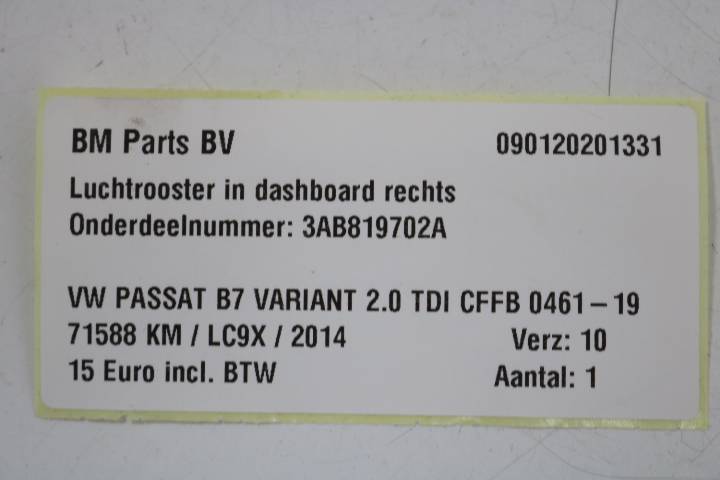 BM Parts BV 090120201331
Luchtrooster in dashboard rechts
Onderdeelnummer: 3AB819702A
VW PASSAT B7 VARIANT 2.0 TDI CFFB 0461-19
71588 KM / LC9X / 2014 Verz: 10
15 Euro incl. BTW Aantal: 1